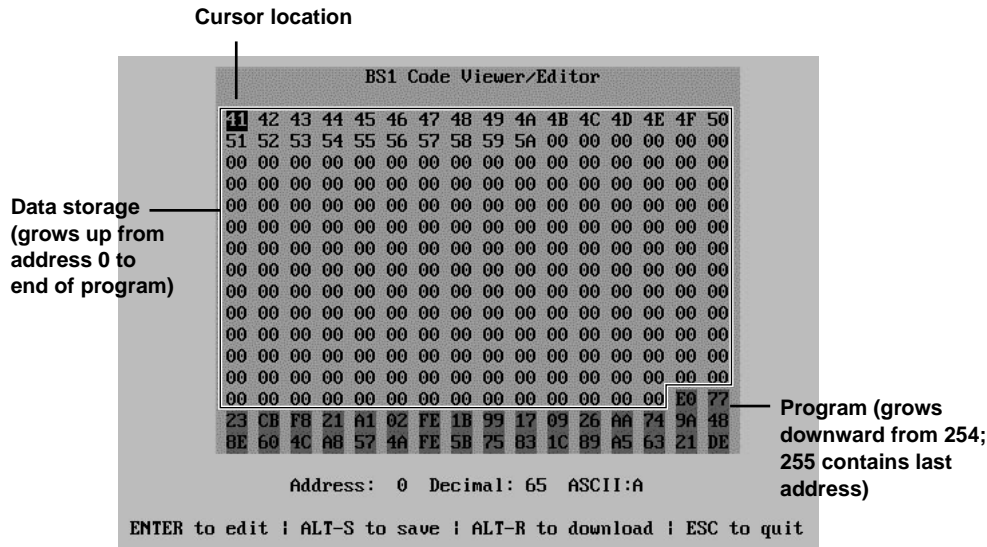 Cursor location
BS1 Code Viewer/Editor
41 42 43 44 45 46 47 48 49 4A 4B 4C 4D 4E 4F 50
51 52 53 54 55 56 57 58 59 5A 00 00 00 00 00 00
00 00 00 00 00 00 00 00 00 00 00 00 00 00 00 00
00 00 00 00 00 00 00 00 00 00 00 00 00 00 00 00
00 00 00 00 00 00 00 00 00 00 00 00 00 00 00 00
00 00 00 00 00 00 00 00 00 00 00 00 00 00 00 00
00 00 00 00 00 00 00 00 00 00 00 00 00 00 00 00
00 00 00 00 00 00 00 00 00 00 00 00 00 00 00 00
00 00 00 00 00 00 00 00 00 00 00 00 00 00 00 00
00 00 00 00 00 00 00 00 00 00 00 00 00 00 00 00
00 00 00 00 00 00 00 00 00 00 00 00 00 00 00 00
00 00 00 00 00 00 00 00 00 00 00 00 00 00 00 00
00 00 00 00 00 00 00 00 00 00 00 00 00 00 00 00
00 00 00 00 00 00 00 00 00 00 00 00 00 00 E0 77
23 CB F8 21 A1 02 FE 1B 99 17 09 26 AA 74 9A 48
8E 60 4C A8 57 4A FE 5B 75 83 1C 89 A5 63 21 DE
Data storage
(grows up from
address 0 to
end of program)
Program (grows
downward from 254;
255 contains last
address)
Address: 0 Decimal: 65 ASCII:A
ENTER to edit ¦ ALT-S to save ¦ ALT-R to download ¦ ESC to quit